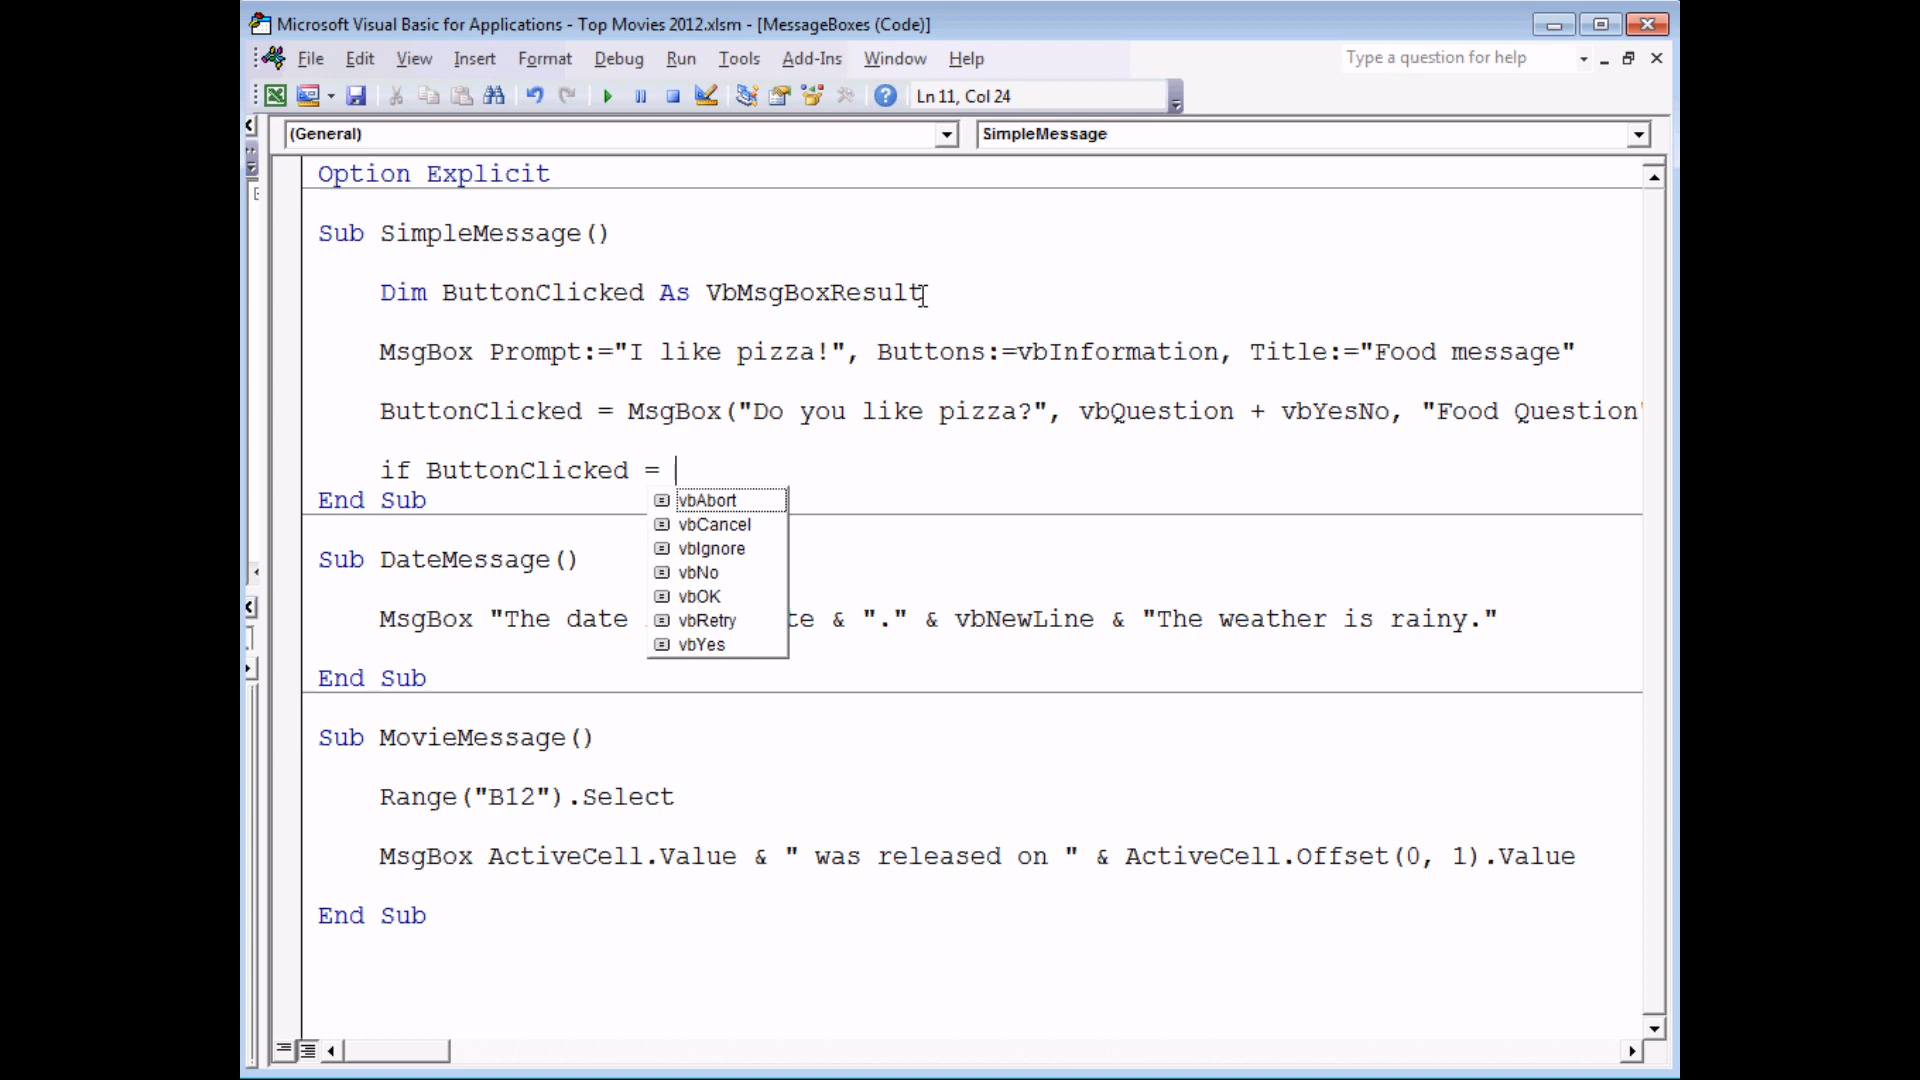 Microsoft Visual Basic for Applications - Top Movies 2012.xlsm - [MessageBoxes (Code)]
File Edit View Insert Format Debug Run Tools Add-Ins Window Help
Type a question for help
Ln 11, Col 24
(General)
SimpleMessage
Option Explicit
Sub SimpleMessage()
Dim ButtonClicked As VbMsgBoxResult
MsgBox Prompt:="I like pizza!", Buttons:=vbInformation, Title:="Food message"
ButtonClicked = MsgBox("Do you like pizza?", vbQuestion + vbYesNo, "Food Question"
if ButtonClicked =
End Sub
vbAbort
vbCancel
vbIgnore
vbNo
vbOK
vbRetry
vbYes
Sub DateMessage()
MsgBox "The date te & "." & vbNewLine & "The weather is rainy."
End Sub
Sub MovieMessage()
Range("B12").Select
MsgBox ActiveCell.Value & " was released on " & ActiveCell.Offset(0, 1).Value
End Sub